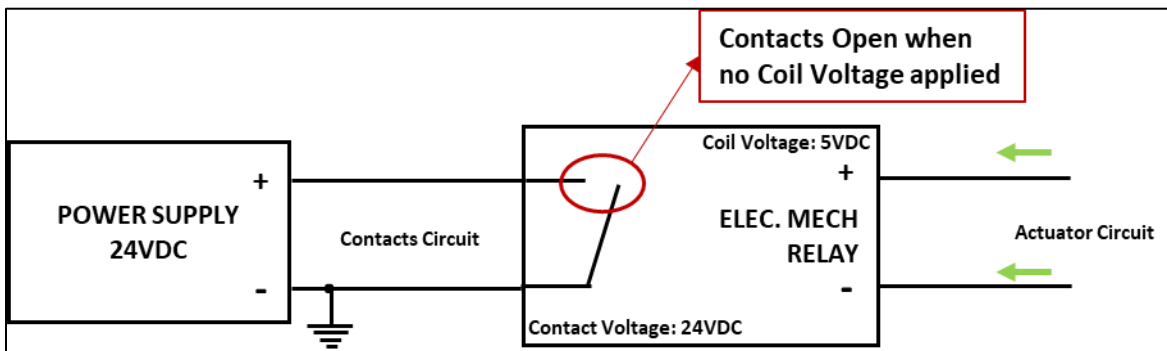 Contacts Open when
no Coil Voltage applied
Coil Voltage: 5VDC
+
+
POWER SUPPLY
24VDC
Contacts Circuit
ELEC. MECH
RELAY
Actuator Circuit
-
-
Contact Voltage: 24VDC